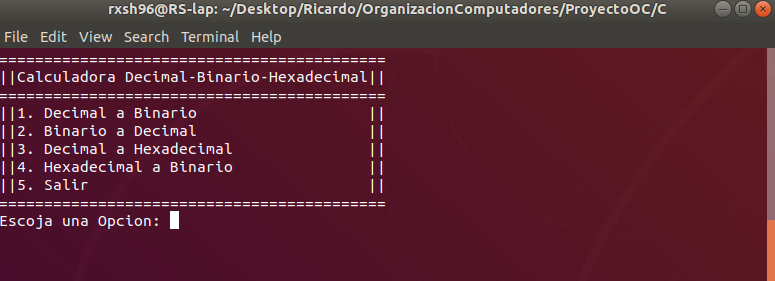 rxsh96@RS-lap: ~/Desktop/Ricardo/OrganizacionComputadores/ProyectoOC/C
File Edit View Search Terminal Help
===========================================
||Calculadora Decimal-Binario-Hexadecimal||
===========================================
||1. Decimal a Binario                   ||
||2. Binario a Decimal                   ||
||3. Decimal a Hexadecimal               ||
||4. Hexadecimal a Binario               ||
||5. Salir                               ||
===========================================
Escoja una Opcion: